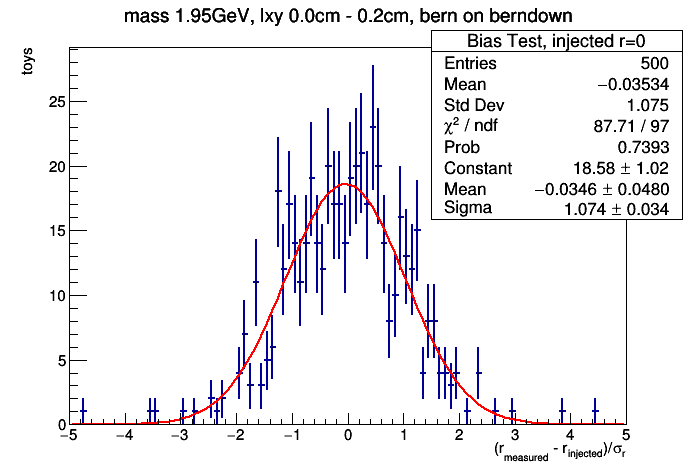 mass 1.95GeV, lxy 0.0cm - 0.2cm, bern on berndown
Bias Test, injected r=0
Entries 500
Mean −0.03534
Std Dev 1.075
χ² / ndf 87.71 / 97
Prob 0.7393
Constant 18.58 ± 1.02
Mean −0.0346 ± 0.0480
Sigma 1.074 ± 0.034
toys
25
20
15
10
5
0
−5 −4 −3 −2 −1 0 1 2 3 4 5
(r_measured - r_injected)/σ_r